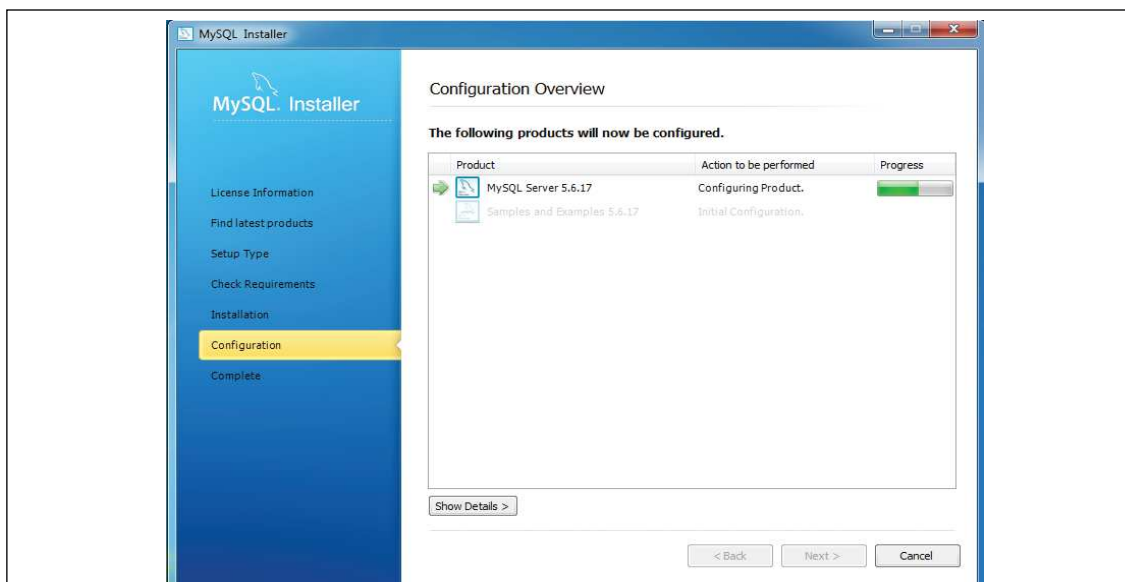 MySQL Installer
MySQL. Installer
License Information
Find latest products
Setup Type
Check Requirements
Installation
Configuration
Complete
Configuration Overview
The following products will now be configured.
Product Action to be performed Progress
MySQL Server 5.6.17 Configuring Product.
Samples and Examples 5.6.17 Initial Configuration.
Show Details >
< Back Next > Cancel